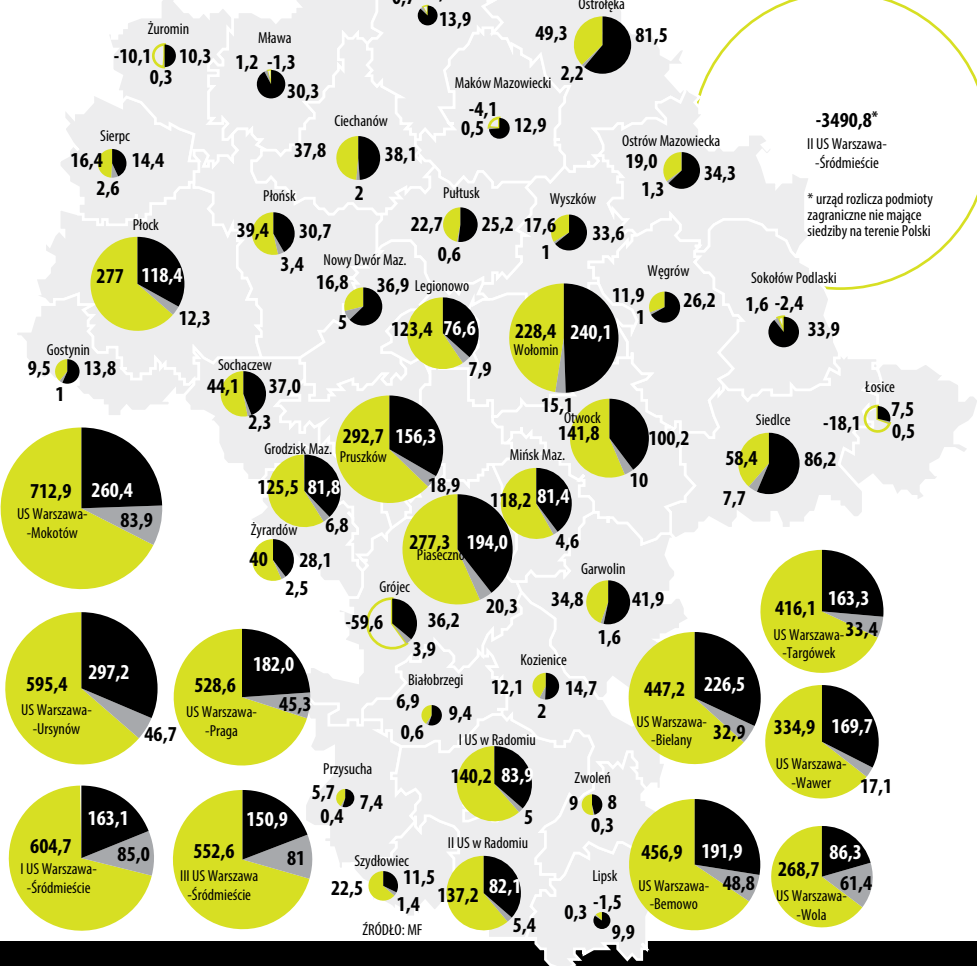 13,9
Ostrołęka
49,3
81,5
2,2
Żuromin
-10,1
10,3
0,3
Mława
1,2 -1,3
30,3
Maków Mazowiecki
-4,1
0,5
12,9
-3490,8*
II US Warszawa-
-Śródmieście
* urząd rozlicza podmioty
zagraniczne nie mające
siedziby na terenie Polski
Sierpc
16,4
14,4
2,6
Ciechanów
37,8
38,1
2
Ostrów Mazowiecka
19,0
34,3
1,3
Płońsk
39,4
30,7
3,4
Pułtusk
22,7
25,2
0,6
Wyszków
17,6
33,6
1
Płock
277
118,4
12,3
Nowy Dwór Maz.
16,8
36,9
5
Legionowo
123,4
76,6
7,9
228,4
240,1
Wołomin
15,1
Węgrów
11,9
26,2
1
Sokołów Podlaski
1,6 -2,4
33,9
Gostynin
9,5
13,8
1
Sochaczew
44,1
37,0
2,3
Łosice
-18,1
7,5
0,5
292,7
156,3
Pruszków
18,9
Otwock
141,8
100,2
10
Siedlce
58,4
86,2
7,7
712,9
260,4
US Warszawa-
-Mokotów
83,9
Grodzisk Maz.
125,5
81,8
6,8
Mińsk Maz.
118,2
81,4
4,6
277,3
194,0
Piaseczno
20,3
Żyrardów
40
28,1
2,5
Grójec
-59,6
36,2
3,9
Garwolin
34,8
41,9
1,6
416,1
163,3
US Warszawa-
-Targówek
33,4
595,4
297,2
US Warszawa-
-Ursynów
46,7
528,6
182,0
US Warszawa-
-Praga
45,3
Białobrzegi
6,9
9,4
0,6
Kozienice
12,1
14,7
2
447,2
226,5
US Warszawa-
-Bielany
32,9
334,9
169,7
US Warszawa-
-Wawer
17,1
I US w Radomiu
140,2
83,9
5
Przysucha
5,7
7,4
0,4
Zwoleń
9
8
0,3
604,7
163,1
85,0
I US Warszawa-
-Śródmieście
552,6
150,9
81
III US Warszawa
-Śródmieście
Szydłowiec
22,5
11,5
1,4
II US w Radomiu
137,2
82,1
5,4
Lipsk
0,3
-1,5
9,9
456,9
191,9
US Warszawa-
-Bemowo
48,8
268,7
86,3
61,4
US Warszawa-
-Wola
ŹRÓDŁO: MF